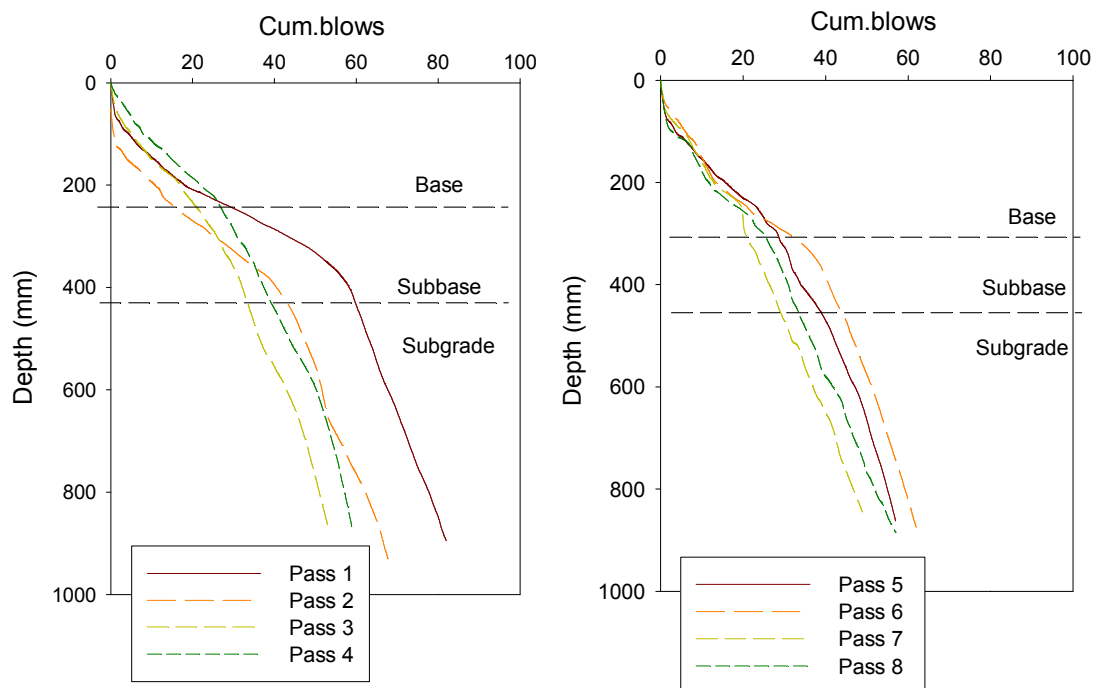 Cum.blows
0 20 40 60 80 100
0
200
400
600
800
1000
Depth (mm)
Base
Subbase
Subgrade
Pass 1
Pass 2
Pass 3
Pass 4
Cum.blows
0 20 40 60 80 100
0
200
400
600
800
1000
Depth (mm)
Base
Subbase
Subgrade
Pass 5
Pass 6
Pass 7
Pass 8